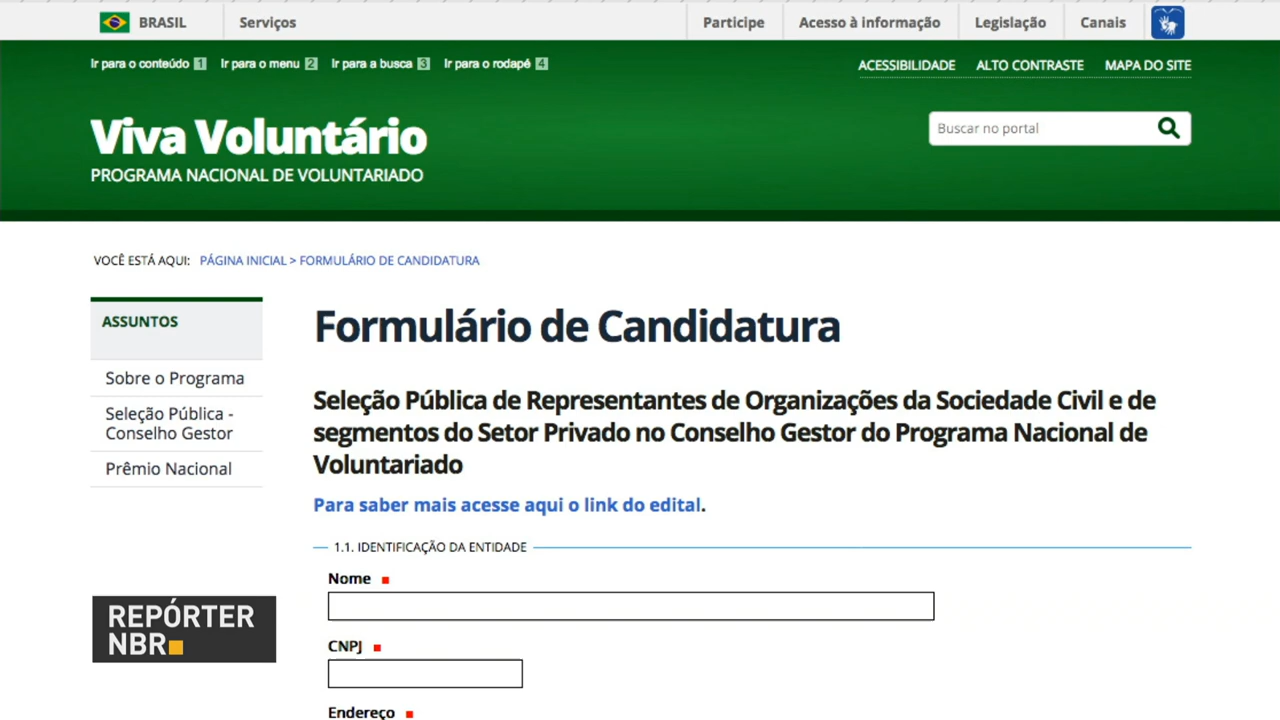 BRASIL
Serviços
Participe
Acesso à informação
Legislação
Canais
Ir para o conteúdo 1
Ir para o menu 2
Ir para a busca 3
Ir para o rodapé 4
ACESSIBILIDADE
ALTO CONTRASTE
MAPA DO SITE
Viva Voluntário
PROGRAMA NACIONAL DE VOLUNTARIADO
Buscar no portal
VOCÊ ESTÁ AQUI: PÁGINA INICIAL > FORMULÁRIO DE CANDIDATURA
ASSUNTOS
Sobre o Programa
Seleção Pública -
Conselho Gestor
Prêmio Nacional
Formulário de Candidatura
Seleção Pública de Representantes de Organizações da Sociedade Civil e de
segmentos do Setor Privado no Conselho Gestor do Programa Nacional de
Voluntariado
Para saber mais acesse aqui o link do edital.
1.1. IDENTIFICAÇÃO DA ENTIDADE
Nome
CNPJ
Endereço
REPÓRTER
NBR